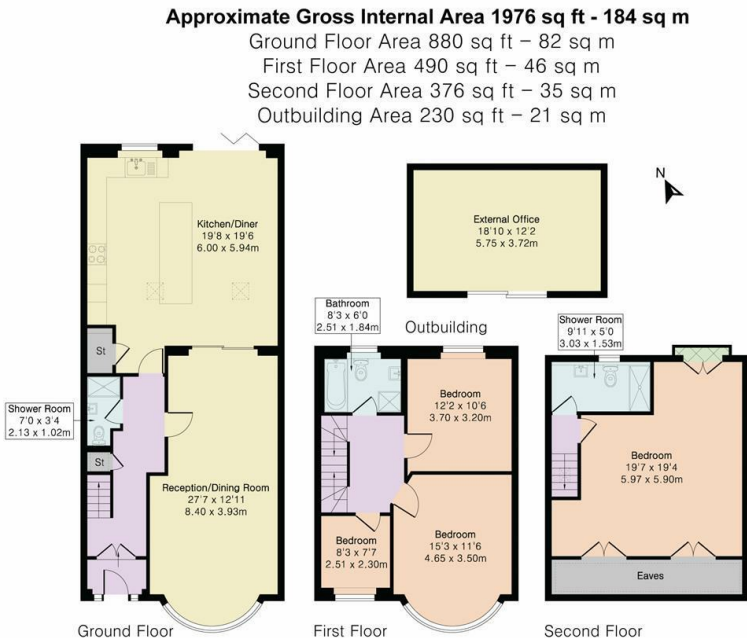 Approximate Gross Internal Area 1976 sq ft - 184 sq m
Ground Floor Area 880 sq ft – 82 sq m
First Floor Area 490 sq ft – 46 sq m
Second Floor Area 376 sq ft – 35 sq m
Outbuilding Area 230 sq ft – 21 sq m
N
Kitchen/Diner
19'8 x 19'6
6.00 x 5.94m
St
Shower Room
7'0 x 3'4
2.13 x 1.02m
St
Reception/Dining Room
27'7 x 12'11
8.40 x 3.93m
Ground Floor
External Office
18'10 x 12'2
5.75 x 3.72m
Outbuilding
Bathroom
8'3 x 6'0
2.51 x 1.84m
Bedroom
12'2 x 10'6
3.70 x 3.20m
Bedroom
8'3 x 7'7
2.51 x 2.30m
Bedroom
15'3 x 11'6
4.65 x 3.50m
First Floor
Shower Room
9'11 x 5'0
3.03 x 1.53m
Bedroom
19'7 x 19'4
5.97 x 5.90m
Eaves
Second Floor